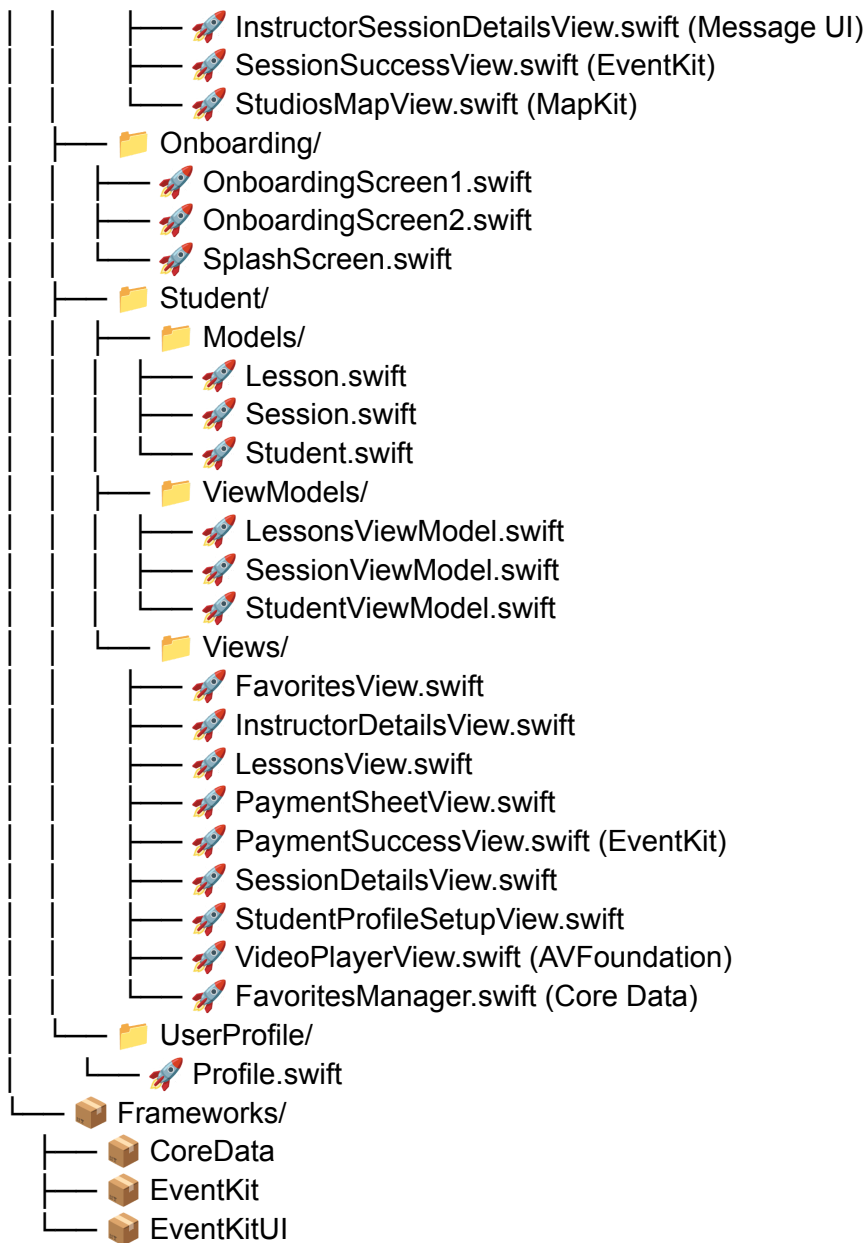 InstructorSessionDetailsView.swift (Message UI)
SessionSuccessView.swift (EventKit)
StudiosMapView.swift (MapKit)
Onboarding/
OnboardingScreen1.swift
OnboardingScreen2.swift
SplashScreen.swift
Student/
Models/
Lesson.swift
Session.swift
Student.swift
ViewModels/
LessonsViewModel.swift
SessionViewModel.swift
StudentViewModel.swift
Views/
FavoritesView.swift
InstructorDetailsView.swift
LessonsView.swift
PaymentSheetView.swift
PaymentSuccessView.swift (EventKit)
SessionDetailsView.swift
StudentProfileSetupView.swift
VideoPlayerView.swift (AVFoundation)
FavoritesManager.swift (Core Data)
UserProfile/
Profile.swift
Frameworks/
CoreData
EventKit
EventKitUI